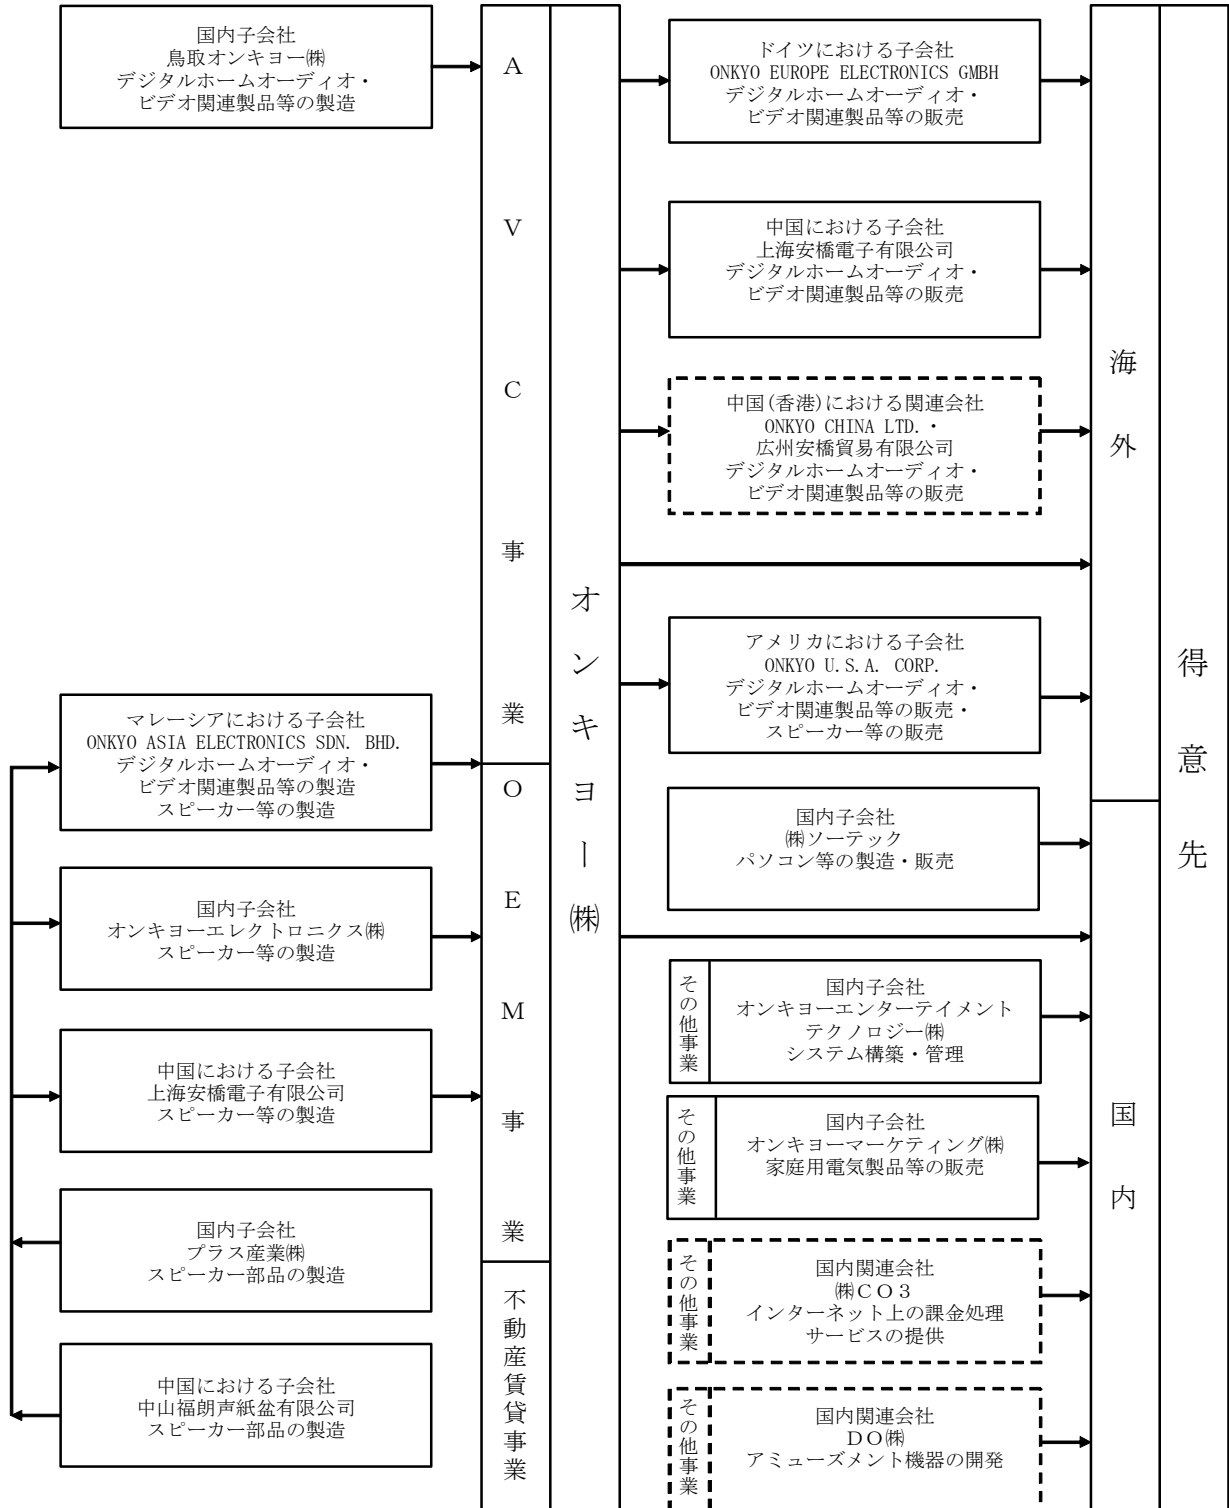 国内子会社
鳥取オンキヨー㈱
デジタルホームオーディオ・
ビデオ関連製品等の製造
マレーシアにおける子会社
ONKYO ASIA ELECTRONICS SDN. BHD.
デジタルホームオーディオ・
ビデオ関連製品等の製造
スピーカー等の製造
国内子会社
オンキヨーエレクトロニクス㈱
スピーカー等の製造
中国における子会社
上海安橋電子有限公司
スピーカー等の製造
国内子会社
プラス産業㈱
スピーカー部品の製造
中国における子会社
中山福朗声紙盆有限公司
スピーカー部品の製造
AVC事業
OEM事業
不動産賃貸事業
オンキヨー㈱
ドイツにおける子会社
ONKYO EUROPE ELECTRONICS GMBH
デジタルホームオーディオ・
ビデオ関連製品等の販売
中国における子会社
上海安橋電子有限公司
デジタルホームオーディオ・
ビデオ関連製品等の販売
中国(香港)における関連会社
ONKYO CHINA LTD.・
広州安橋貿易有限公司
デジタルホームオーディオ・
ビデオ関連製品等の販売
アメリカにおける子会社
ONKYO U.S.A. CORP.
デジタルホームオーディオ・
ビデオ関連製品等の販売・
スピーカー等の販売
国内子会社
㈱ソーテック
パソコン等の製造・販売
その他事業
国内子会社
オンキヨーエンターテイメント
テクノロジー㈱
システム構築・管理
その他事業
国内子会社
オンキヨーマーケティング㈱
家庭用電気製品等の販売
その他事業
国内関連会社
㈱CO3
インターネット上の課金処理
サービスの提供
その他事業
国内関連会社
DO㈱
アミューズメント機器の開発
海外
国内
得意先